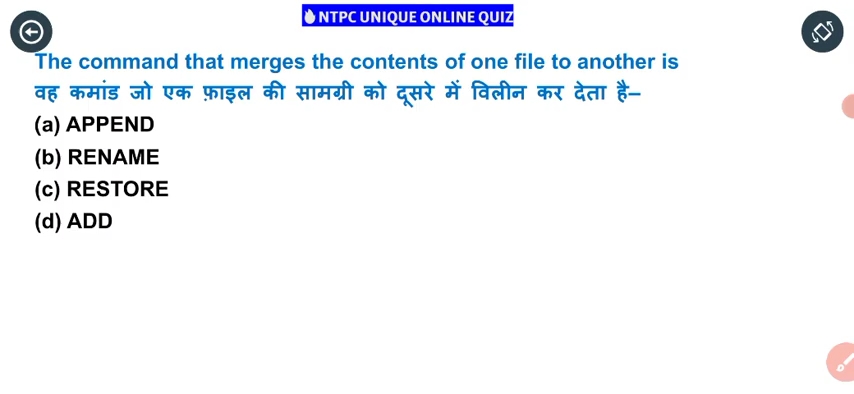 NTPC UNIQUE ONLINE QUIZ
The command that merges the contents of one file to another is
वह कमांड जो एक फ़ाइल की सामग्री को दूसरे में विलीन कर देता है–
(a) APPEND
(b) RENAME
(c) RESTORE
(d) ADD